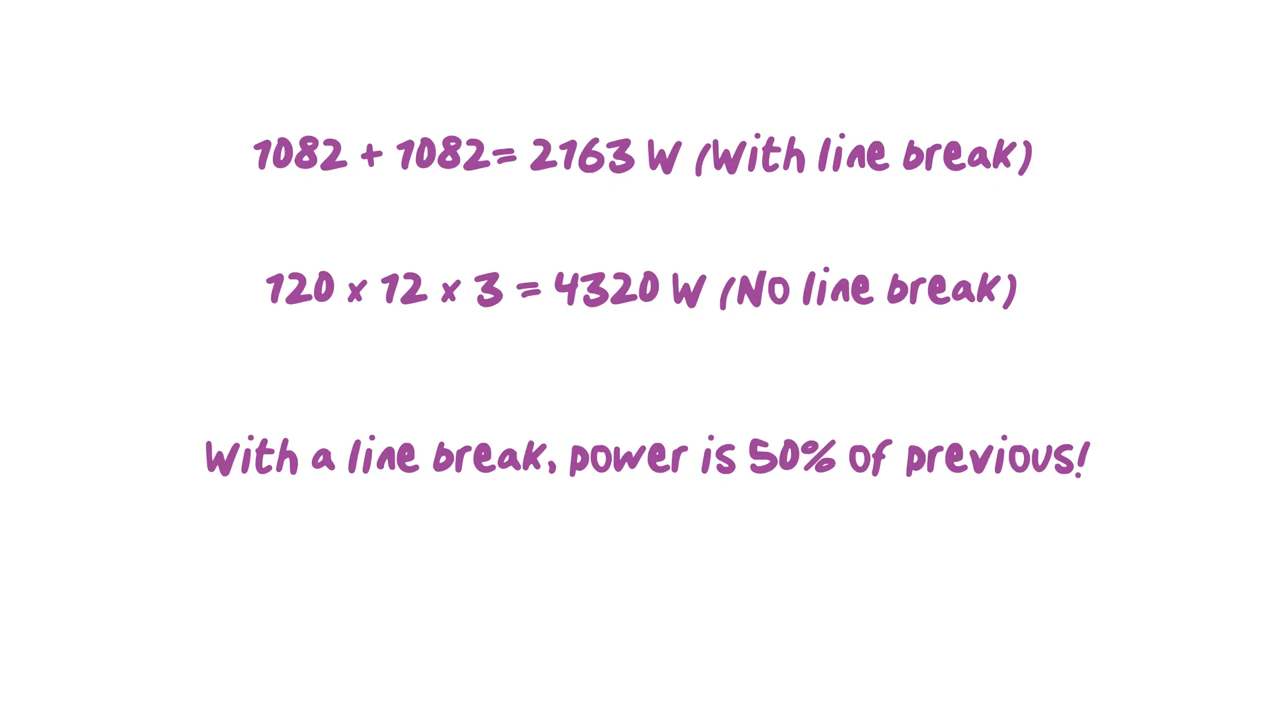 1082 + 1082= 2163 W (With line break)
120 x 12 x 3 = 4320 W (No line break)
With a line break, power is 50% of previous!